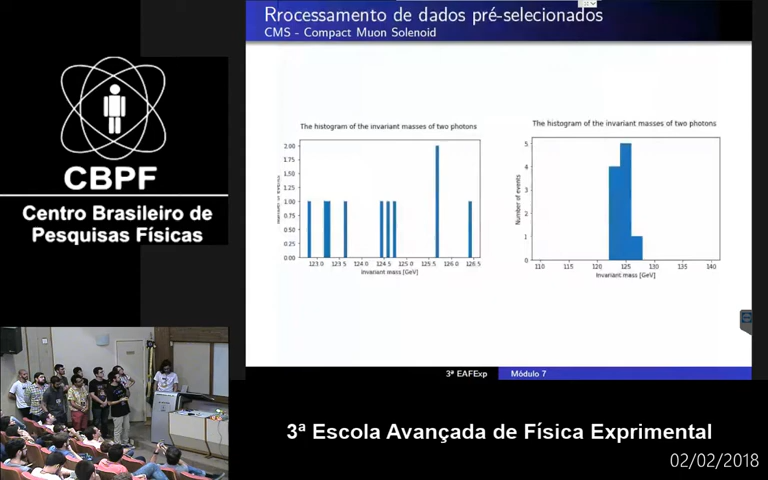 Rrocessamento de dados pré-selecionados
CMS - Compact Muon Solenoid
CBPF
Centro Brasileiro de
Pesquisas Físicas
The histogram of the invariant masses of two photons
2.00
1.75
1.50
1.25
1.00
0.75
0.50
0.25
0.00
123.0 123.5 124.0 124.5 125.0 125.5 126.0 126.5
Invariant mass [GeV]
The histogram of the invariant masses of two photons
Number of events
5
4
3
2
1
0
110 115 120 125 130 135 140
Invariant mass [GeV]
3ª EAFExp Módulo 7
3ª Escola Avançada de Física Exprimental
02/02/2018